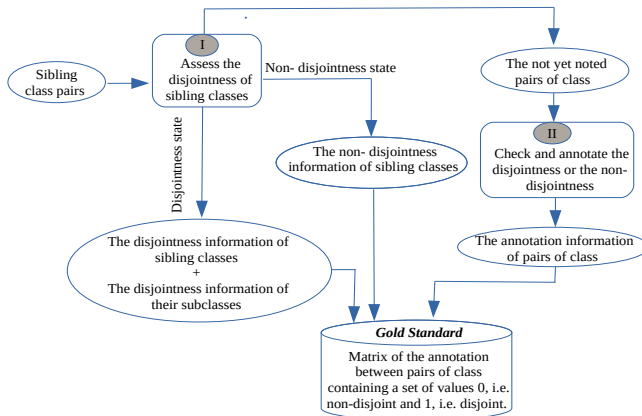 I
Assess the
disjointness of
sibling classes
Sibling
class pairs
Non- disjointness state
Disjointness state
The not yet noted
pairs of class
II
Check and annotate the
disjointness or the non-
disjointness
The non- disjointness
information of sibling classes
The annotation information
of pairs of class
The disjointness information of
sibling classes
+
The disjointness information of
their subclasses
Gold Standard
Matrix of the annotation
between pairs of class
containing a set of values 0, i.e.
non-disjoint and 1, i.e. disjoint.